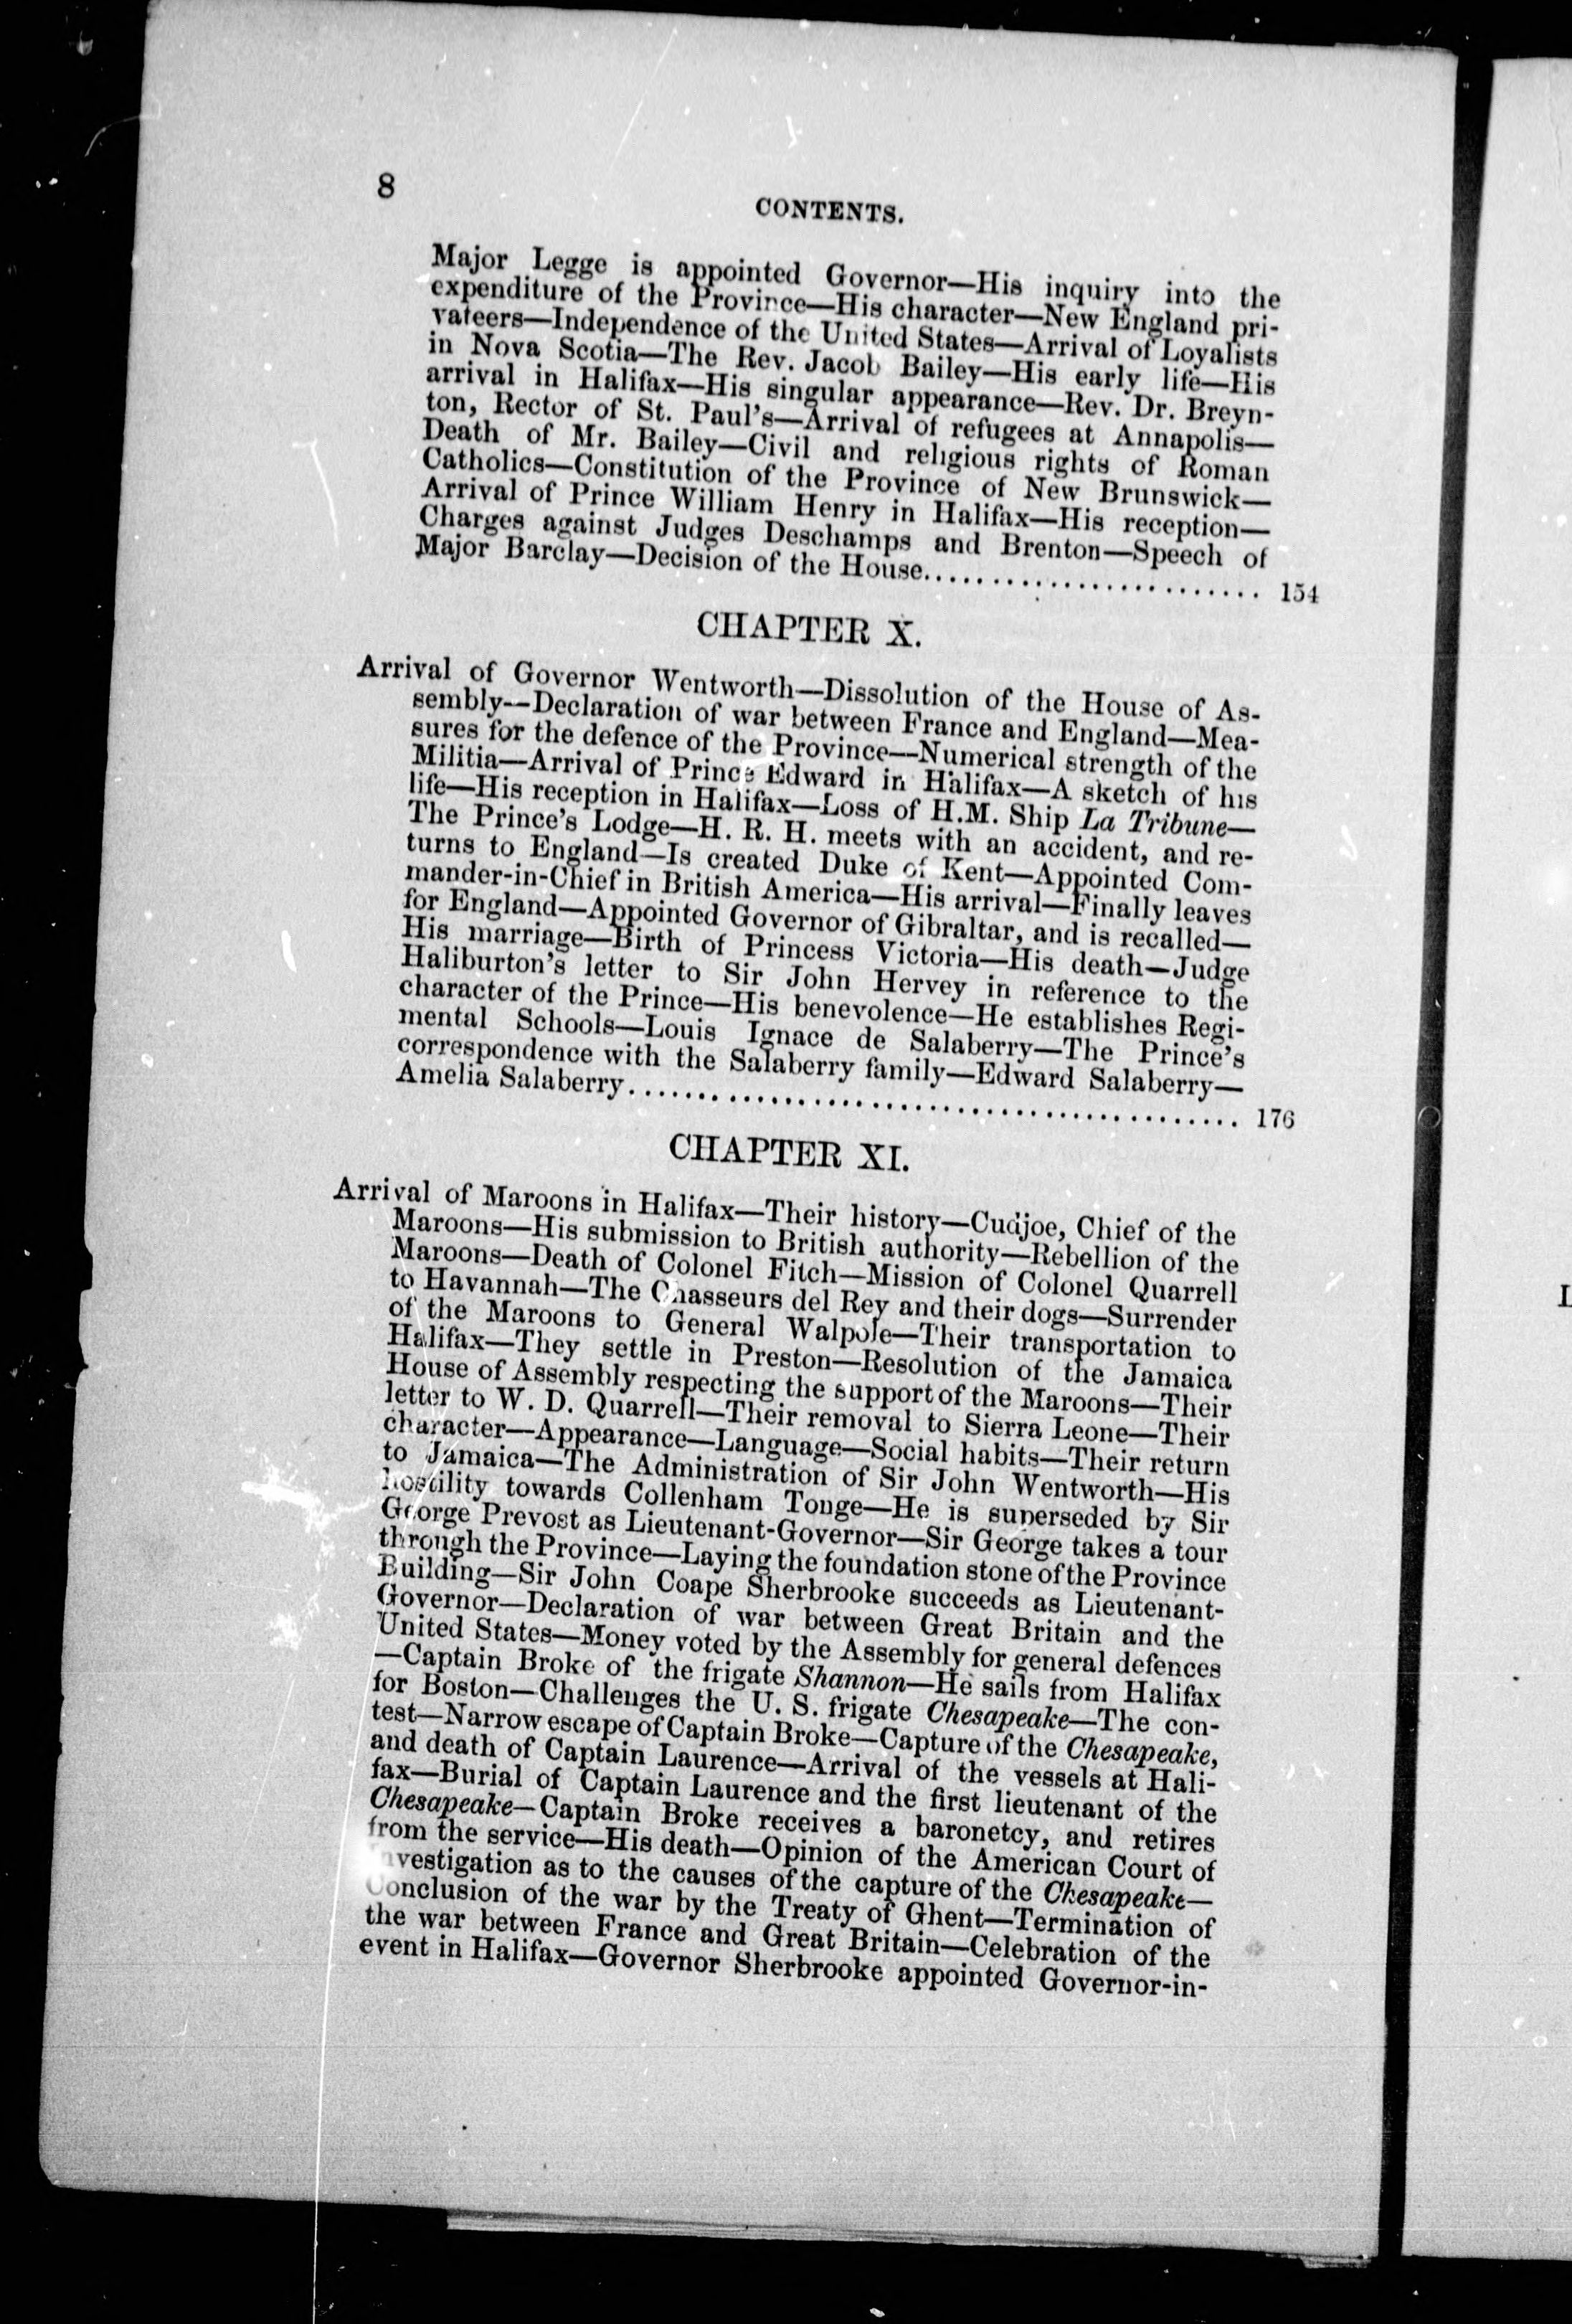 8
CONTENTS.
Major Legge is appointed Governor—His inquiry into the
expenditure of the Province—His character—New England pri-
vateers—Independence of the United States—Arrival of Loyalists
in Nova Scotia—The Rev. Jacob Bailey—His early life—His
arrival in Halifax—His singular appearance—Rev. Dr. Breyn-
ton, Rector of St. Paul's—Arrival of refugees at Annapolis—
Death of Mr. Bailey—Civil and religious rights of Roman
Catholics—Constitution of the Province of New Brunswick—
Arrival of Prince William Henry in Halifax—His reception—
Charges against Judges Deschamps and Brenton—Speech of
Major Barclay—Decision of the House.......................... 154
CHAPTER X.
Arrival of Governor Wentworth—Dissolution of the House of As-
sembly—Declaration of war between France and England—Mea-
sures for the defence of the Province—Numerical strength of the
Militia—Arrival of Prince Edward in Halifax—A sketch of his
life—His reception in Halifax—Loss of H.M. Ship La Tribune—
The Prince's Lodge—H. R. H. meets with an accident, and re-
turns to England—Is created Duke of Kent—Appointed Com-
mander-in-Chief in British America—His arrival—Finally leaves
for England—Appointed Governor of Gibraltar, and is recalled—
His marriage—Birth of Princess Victoria—His death—Judge
Haliburton's letter to Sir John Hervey in reference to the
character of the Prince—His benevolence—He establishes Regi-
mental Schools—Louis Ignace de Salaberry—The Prince's
correspondence with the Salaberry family—Edward Salaberry—
Amelia Salaberry............................................. 176
CHAPTER XI.
Arrival of Maroons in Halifax—Their history—Cudjoe, Chief of the
Maroons—His submission to British authority—Rebellion of the
Maroons—Death of Colonel Fitch—Mission of Colonel Quarrell
to Havannah—The Chasseurs del Rey and their dogs—Surrender
of the Maroons to General Walpole—Their transportation to
Halifax—They settle in Preston—Resolution of the Jamaica
House of Assembly respecting the support of the Maroons—Their
letter to W. D. Quarrell—Their removal to Sierra Leone—Their
character—Appearance—Language—Social habits—Their return
to Jamaica—The Administration of Sir John Wentworth—His
hostility towards Collenham Tonge—He is superseded by Sir
George Prevost as Lieutenant-Governor—Sir George takes a tour
through the Province—Laying the foundation stone of the Province
Building—Sir John Coape Sherbrooke succeeds as Lieutenant-
Governor—Declaration of war between Great Britain and the
United States—Money voted by the Assembly for general defences
—Captain Broke of the frigate Shannon—He sails from Halifax
for Boston—Challenges the U. S. frigate Chesapeake—The con-
test—Narrow escape of Captain Broke—Capture of the Chesapeake,
and death of Captain Laurence—Arrival of the vessels at Hali-
fax—Burial of Captain Laurence and the first lieutenant of the
Chesapeake—Captain Broke receives a baronetcy, and retires
from the service—His death—Opinion of the American Court of
Investigation as to the causes of the capture of the Chesapeake—
Conclusion of the war by the Treaty of Ghent—Termination of
the war between France and Great Britain—Celebration of the
event in Halifax—Governor Sherbrooke appointed Governor-in-